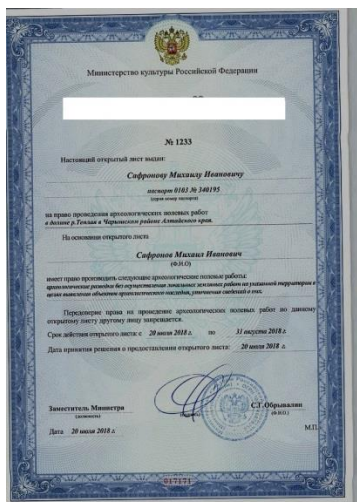 Министерство культуры Российской Федерации
№ 1233
Настоящий открытый лист выдан:
Сафронову Михаилу Ивановичу
паспорт 0103 № 340195
(серия номер паспорта)
на право проведения археологических полевых работ
в долине р.Тонкая в Чарышском районе Алтайского края.
На основании открытого листа
Сафронов Михаил Иванович
(Ф.И.О)
имеет право производить следующие археологические полевые работы:
археологические разведки без осуществления локальных земляных работ на указанной территории в
целях выявления объектов археологического наследия, уточнения сведений о них.
Передоверие права на проведение археологических полевых работ по данному
открытому листу другому лицу запрещается.
Срок действия открытого листа: с 20 июля 2018 г. по 31 августа 2018 г.
Дата принятия решения о предоставлении открытого листа: 20 июля 2018 г.
Заместитель Министра
(должность)
С.Г.Обрывалин
(Ф.И.О.)
Дата 20 июля 2018 г.
М.П.
017171